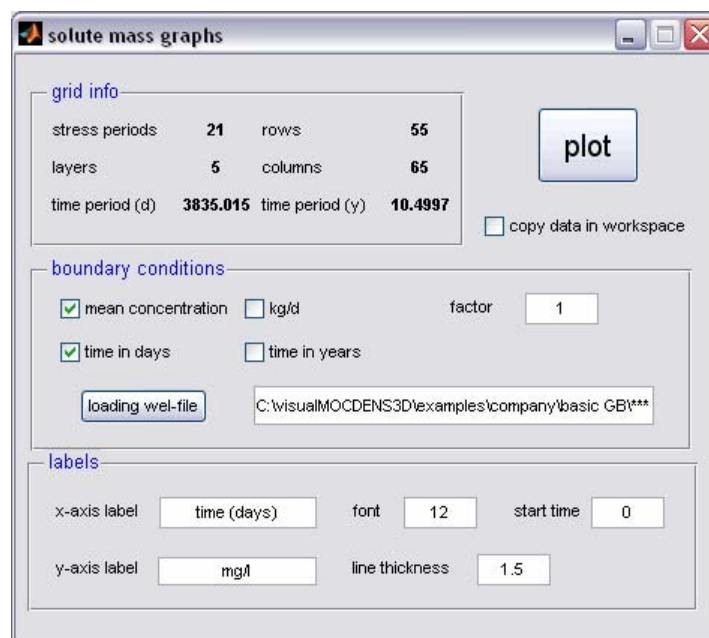 solute mass graphs
grid info
stress periods 21 rows 55
layers 5 columns 65
time period (d) 3835.015 time period (y) 10.4997
plot
copy data in workspace
boundary conditions
mean concentration kg/d factor 1
time in days time in years
loading wel-file C:\visualMOCDENS3D\examples\company\basic GB\***
labels
x-axis label time (days) font 12 start time 0
y-axis label mg/l line thickness 1.5